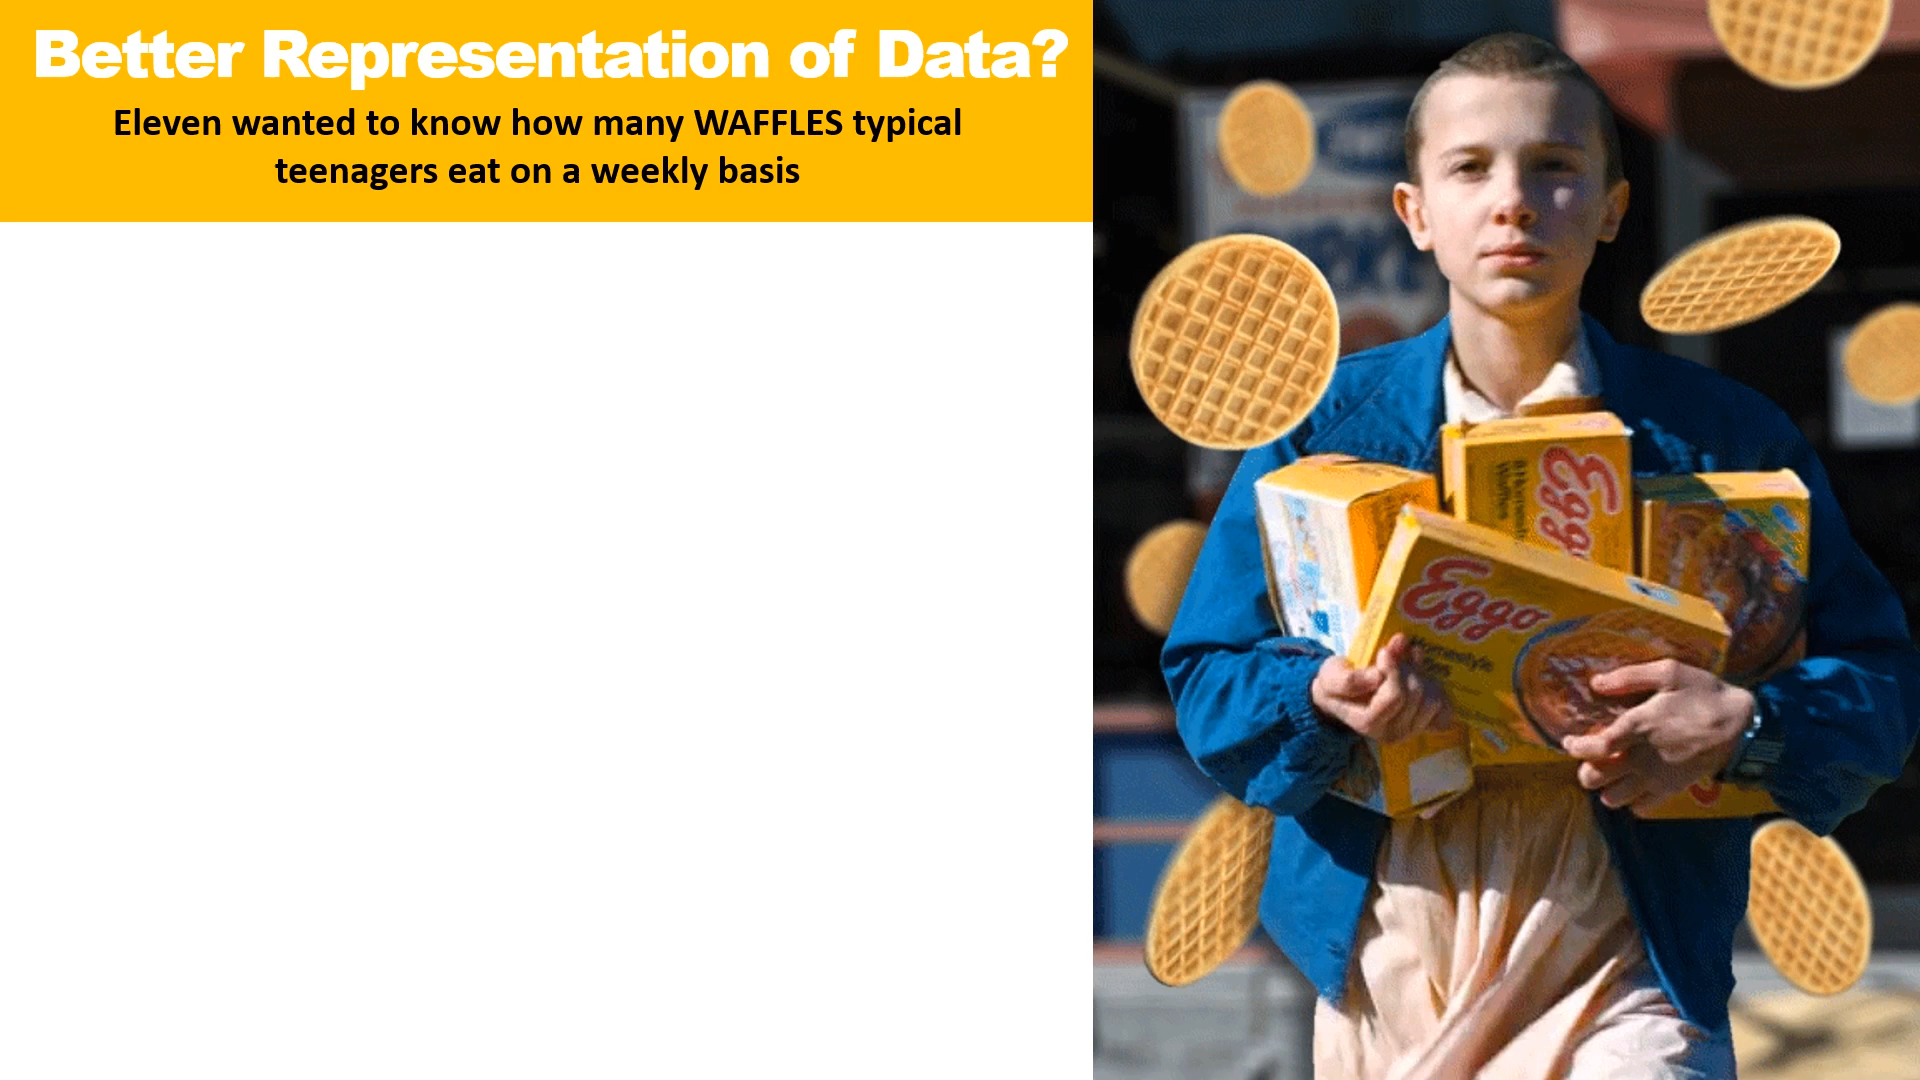 Better Representation of Data?
Eleven wanted to know how many WAFFLES typical
teenagers eat on a weekly basis
Eggo
Eggo
Homestyle